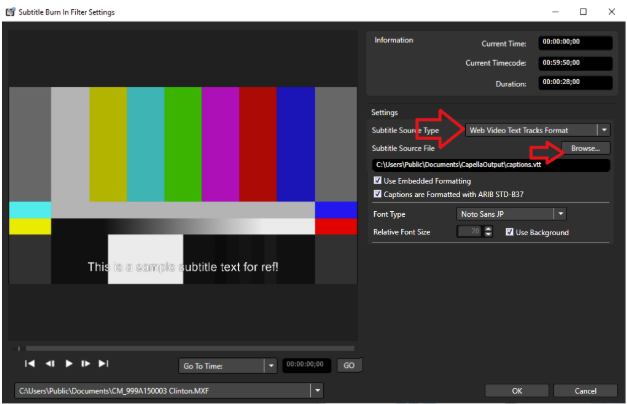 Subtitle Burn In Filter Settings
Information
Current Time: 00:00:00;00
Current Timecode: 00:59:50;00
Duration: 00:00:28;00
Settings
Subtitle Source Type Web Video Text Tracks Format
Subtitle Source File Browse...
C:\Users\Public\Documents\CapellaOutput\captions.vtt
Use Embedded Formatting
Captions are Formatted with ARIB STD-B37
Font Type Noto Sans JP
Relative Font Size Use Background
This is a sample subtitle text for ref!
Go To Time: 00:00:00;00 GO
C:\Users\Public\Documents\CM_999A150003 Clinton.MXF
OK Cancel